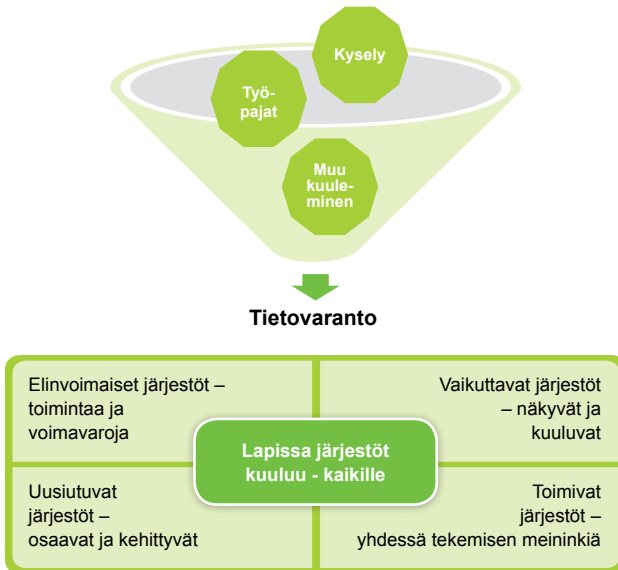 Kysely
Työ-
pajat
Muu
kuule-
minen
Tietovaranto
Elinvoimaiset järjestöt –
toimintaa ja
voimavaroja
Vaikuttavat järjestöt
– näkyvät ja
kuuluvat
Lapissa järjestöt
kuuluu - kaikille
Uusiutuvat
järjestöt –
osaavat ja kehittyvät
Toimivat
järjestöt –
yhdessä tekemisen meininkiä